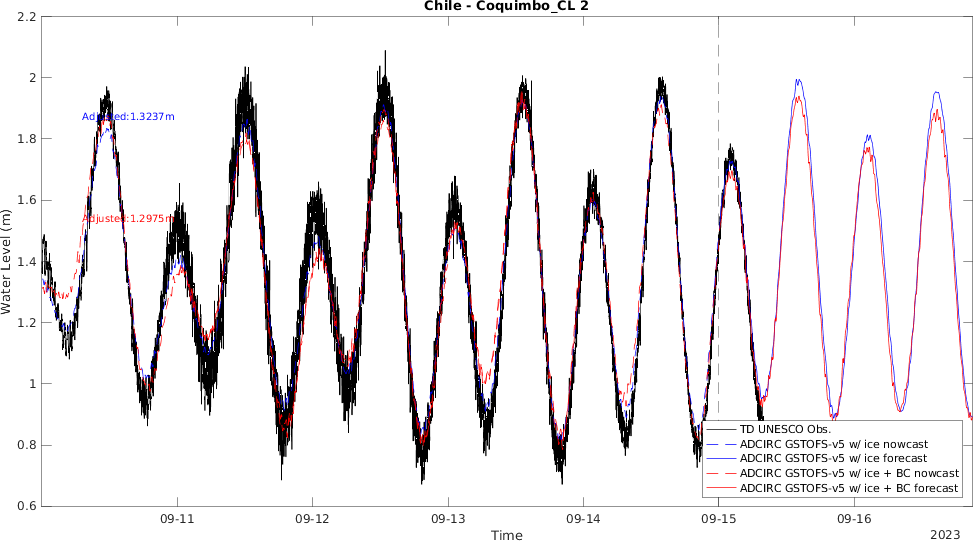 Chile - Coquimbo_CL 2
2.2
2
1.8
1.6
1.4
1.2
1
0.8
0.6
Water Level (m)
Adjusted:1.3237m
Adjusted:1.2975m
TD UNESCO Obs.
ADCIRC GSTOFS-v5 w/ ice nowcast
ADCIRC GSTOFS-v5 w/ ice forecast
ADCIRC GSTOFS-v5 w/ ice + BC nowcast
ADCIRC GSTOFS-v5 w/ ice + BC forecast
09-11 09-12 09-13 09-14 09-15 09-16
Time
2023